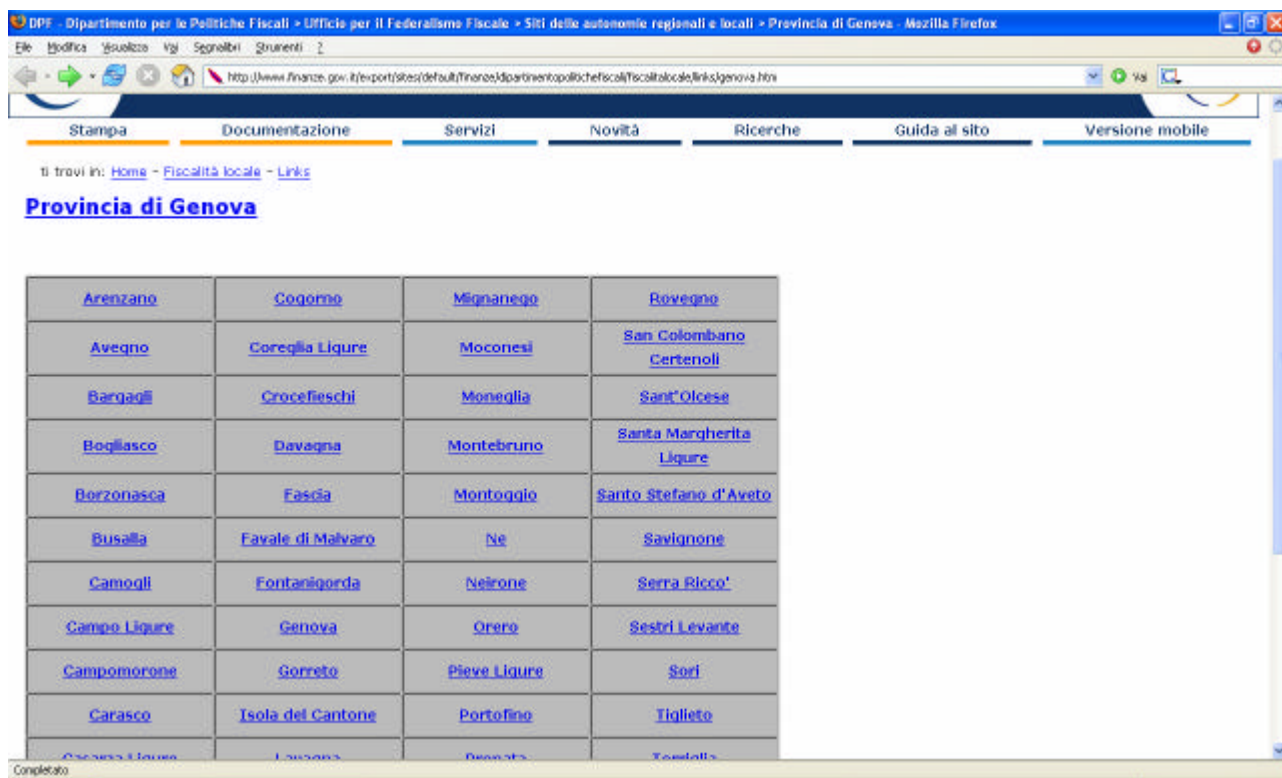 DPF - Dipartimento per le Politiche Fiscali > Ufficio per il Federalismo Fiscale > Siti delle autonomie regionali e locali > Provincia di Genova - Mozilla Firefox
File Modifica Visualizza Vai Segnalibri Strumenti ?
http://www.finanze.gov.it/export/sites/default/finanze/dipartimentopolitichefiscali/fiscalitalocale/links/genova.htm Vai
Stampa Documentazione Servizi Novità Ricerche Guida al sito Versione mobile
ti trovi in: Home - Fiscalità locale - Links
Provincia di Genova
Arenzano Cogorno Mignanego Rovegno
Avegno Coreglia Ligure Moconesi San Colombano Certenoli
Bargagli Crocefieschi Moneglia Sant'Olcese
Bogliasco Davagna Montebruno Santa Margherita Ligure
Borzonasca Fascia Montoggio Santo Stefano d'Aveto
Busalla Favale di Malvaro Ne Savignone
Camogli Fontanigorda Neirone Serra Ricco'
Campo Ligure Genova Orero Sestri Levante
Campomorone Gorreto Pieve Ligure Sori
Carasco Isola del Cantone Portofino Tiglieto
Casarza Ligure Lavagna Propata Torriglia
Completato